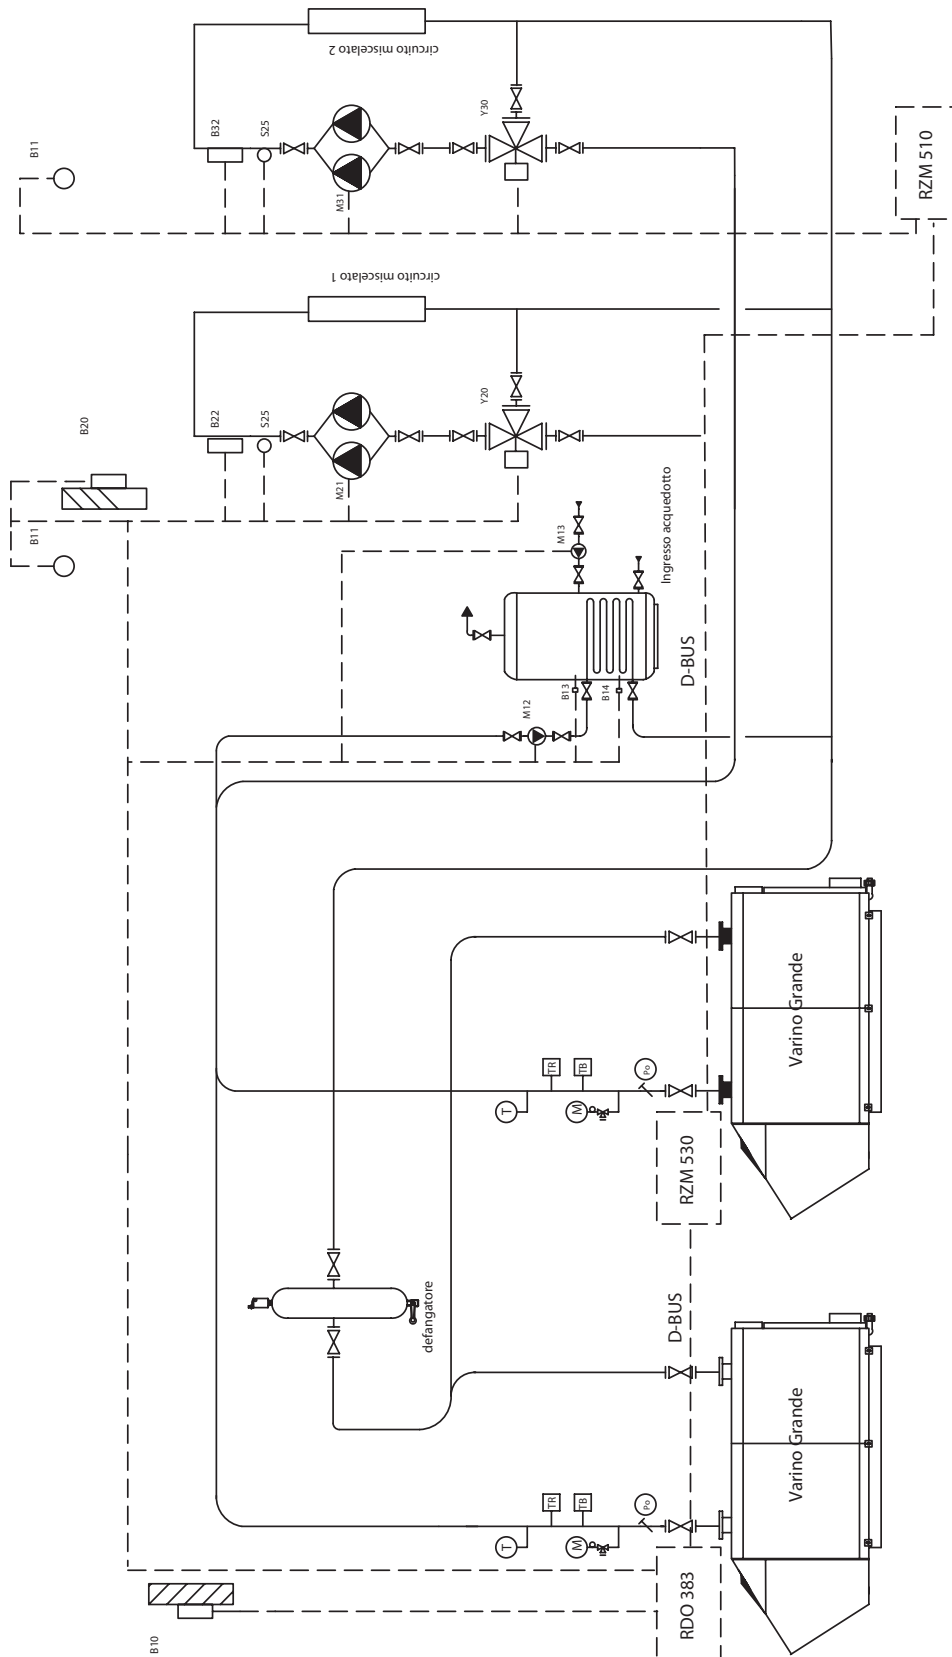 circuito miscelato 2
B11
B32
S25
M31
Y30
RZM 510
circuito miscelato 1
B20
B11
B22
S25
M21
Y20
M13
Ingresso acquedotto
D-BUS
B13
B14
M12
Varino Grande
TR
TB
T
M
Po
RZM 530
defangatore
D-BUS
Varino Grande
TR
TB
T
M
Po
RDO 383
B10